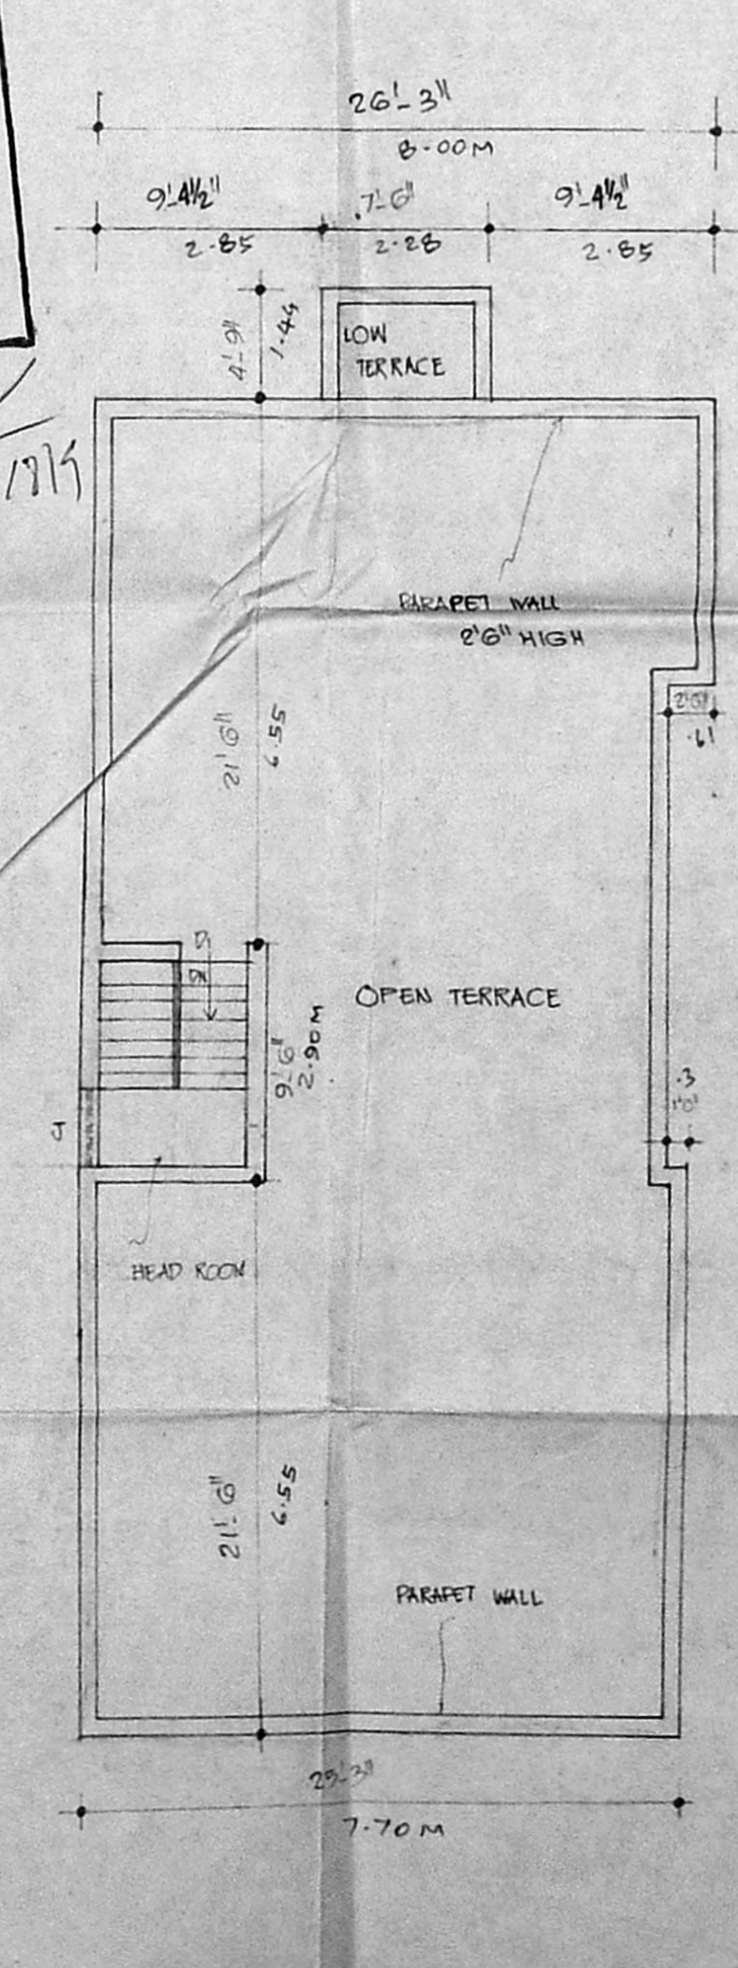 26'-3"
8.00M
9'-4½" 7'-6" 9'-4½"
2.85 2.28 2.85
4'-9" 1.44
LOW
TERRACE
PARAPET WALL
2'6" HIGH
2'0"
.61
21'6" 6.55
D
DN
OPEN TERRACE
9'-6"
2.90M
.3
1'0"
HEAD ROOM
21'-6" 6.55
PARAPET WALL
25'-3"
7.70M